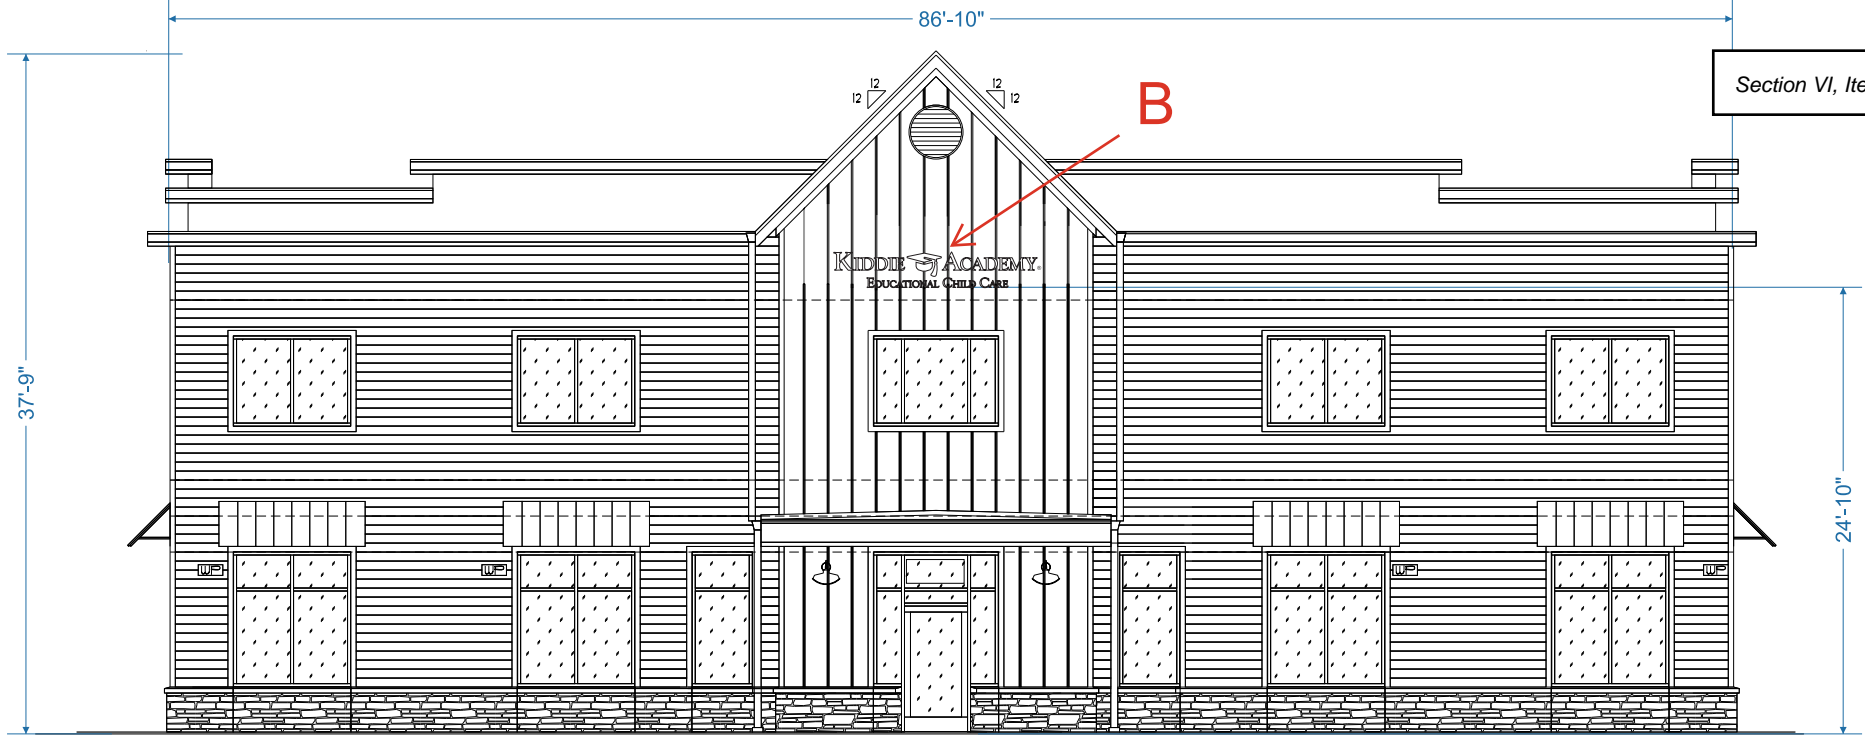 86'-10"
Section VI, Ite
12 12
12 12
B
KIDDIE ACADEMY®
EDUCATIONAL CHILD CARE
37'-9"
24'-10"